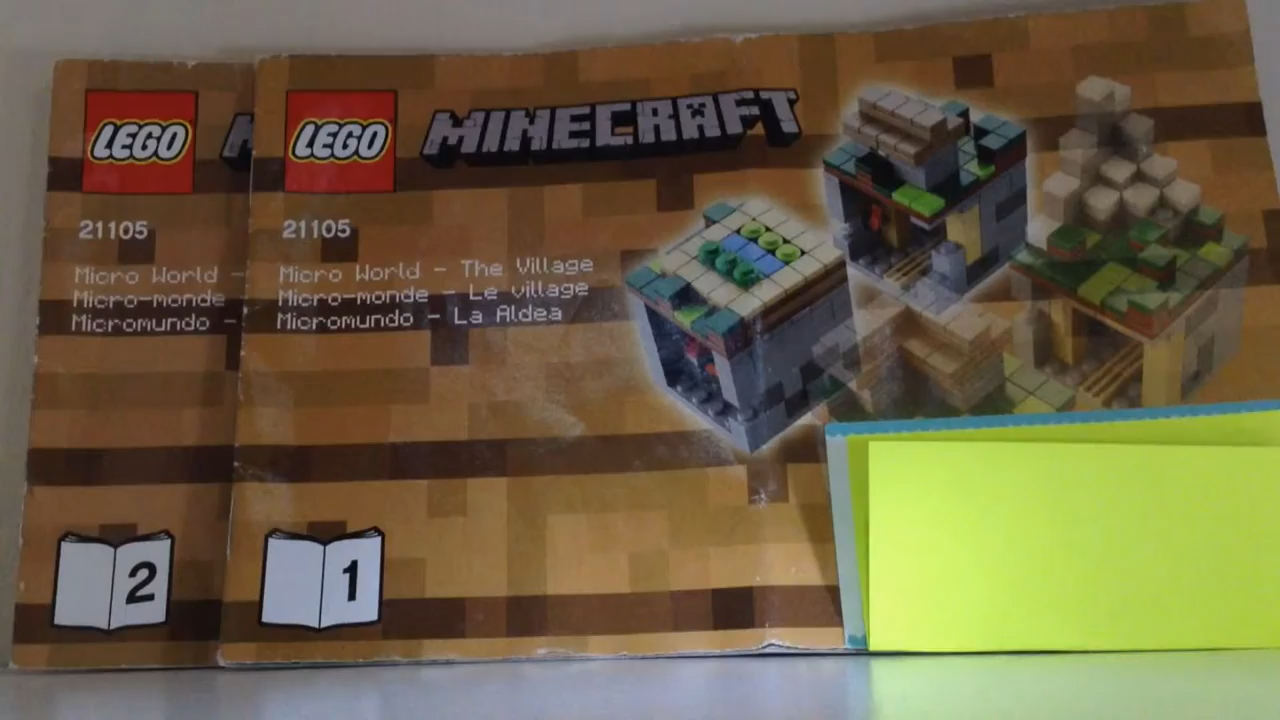 LEGO
21105
Micro World -
Micro-monde
Micromundo -
2
LEGO
MINECRAFT
21105
Micro World - The Village
Micro-monde - Le village
Micromundo - La Aldea
1